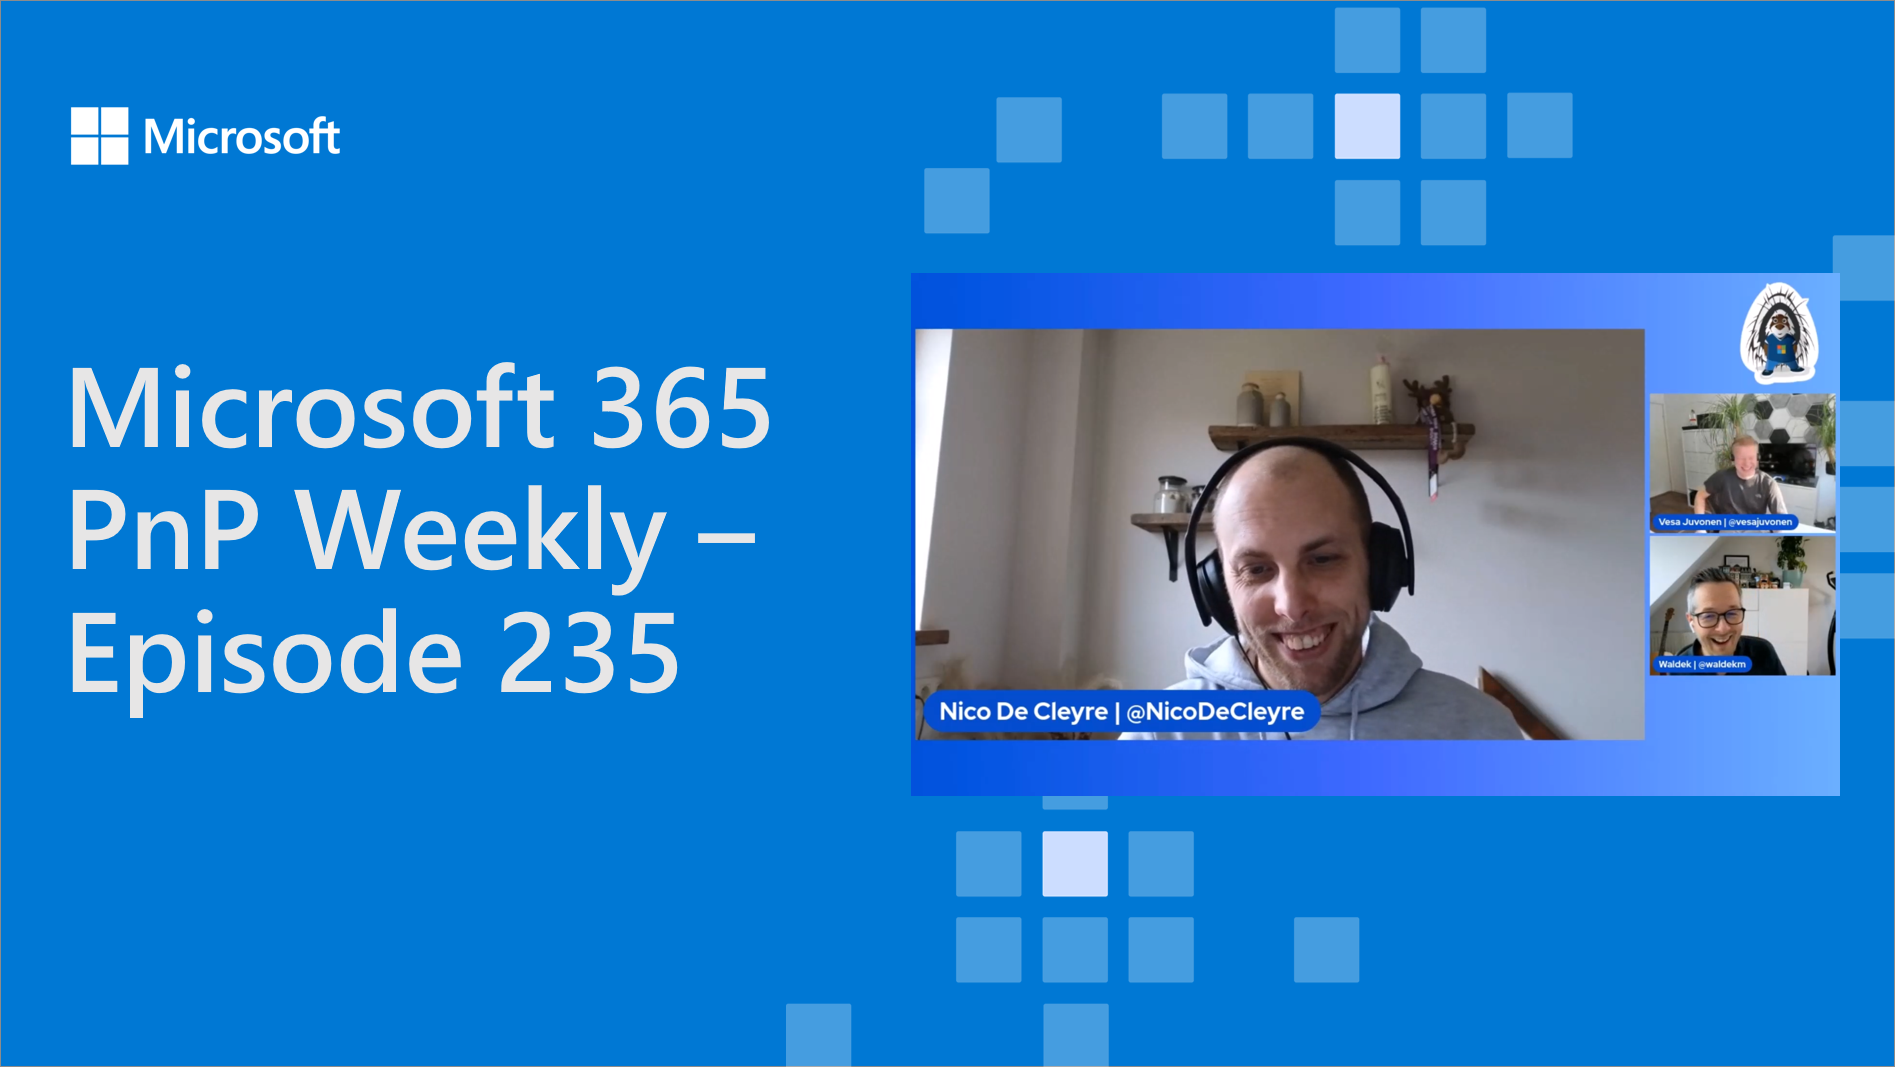 Microsoft
Microsoft 365
PnP Weekly –
Episode 235
Nico De Cleyre | @NicoDeCleyre
Vesa Juvonen | @vesajuvonen
Waldek | @waldekm